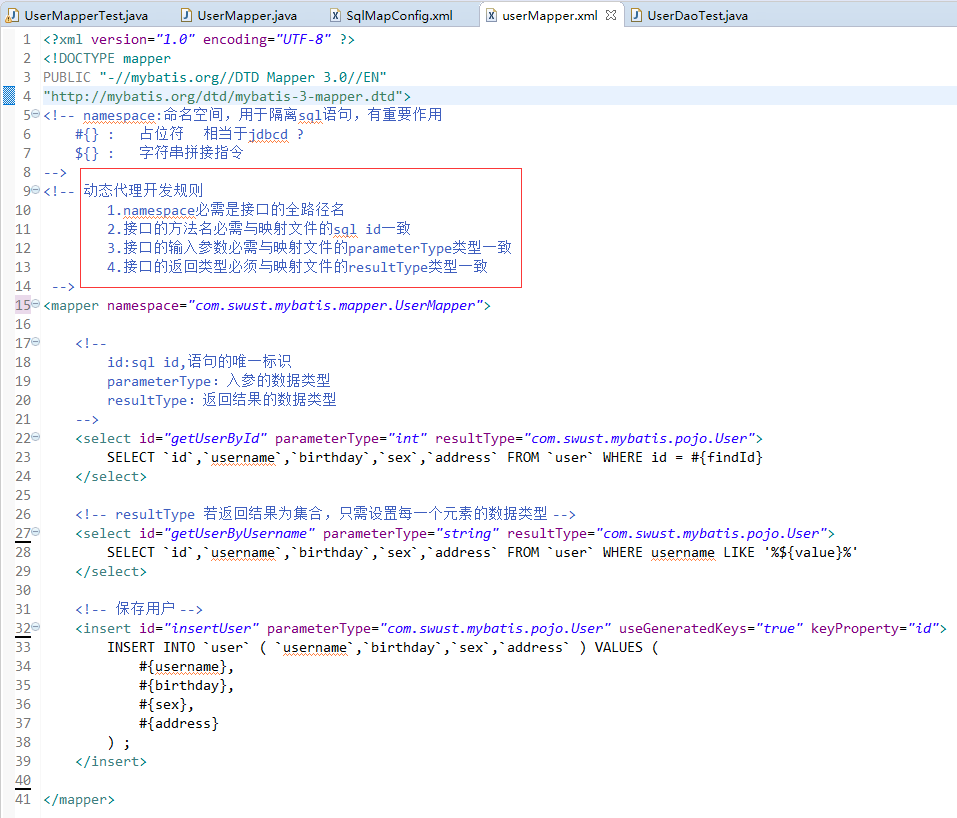 UserMapperTest.java UserMapper.java SqlMapConfig.xml userMapper.xml UserDaoTest.java
1 <?xml version="1.0" encoding="UTF-8" ?>
2 <!DOCTYPE mapper
3 PUBLIC "-//mybatis.org//DTD Mapper 3.0//EN"
4 "http://mybatis.org/dtd/mybatis-3-mapper.dtd">
5 <!-- namespace:命名空间，用于隔离sql语句，有重要作用
6 #{} : 占位符 相当于jdbcd ?
7 ${} : 字符串拼接指令
8 -->
9 <!-- 动态代理开发规则
10 1.namespace必需是接口的全路径名
11 2.接口的方法名必需与映射文件的sql id一致
12 3.接口的输入参数必需与映射文件的parameterType类型一致
13 4.接口的返回类型必须与映射文件的resultType类型一致
14 -->
15 <mapper namespace="com.swust.mybatis.mapper.UserMapper">
16
17 <!--
18 id:sql id,语句的唯一标识
19 parameterType: 入参的数据类型
20 resultType: 返回结果的数据类型
21 -->
22 <select id="getUserById" parameterType="int" resultType="com.swust.mybatis.pojo.User">
23 SELECT `id`,`username`,`birthday`,`sex`,`address` FROM `user` WHERE id = #{findId}
24 </select>
25
26 <!-- resultType 若返回结果为集合，只需设置每一个元素的数据类型 -->
27 <select id="getUserByUsername" parameterType="string" resultType="com.swust.mybatis.pojo.User">
28 SELECT `id`,`username`,`birthday`,`sex`,`address` FROM `user` WHERE username LIKE '%${value}%'
29 </select>
30
31 <!-- 保存用户 -->
32 <insert id="insertUser" parameterType="com.swust.mybatis.pojo.User" useGeneratedKeys="true" keyProperty="id">
33 INSERT INTO `user` ( `username`,`birthday`,`sex`,`address` ) VALUES (
34 #{username},
35 #{birthday},
36 #{sex},
37 #{address}
38 ) ;
39 </insert>
40
41 </mapper>